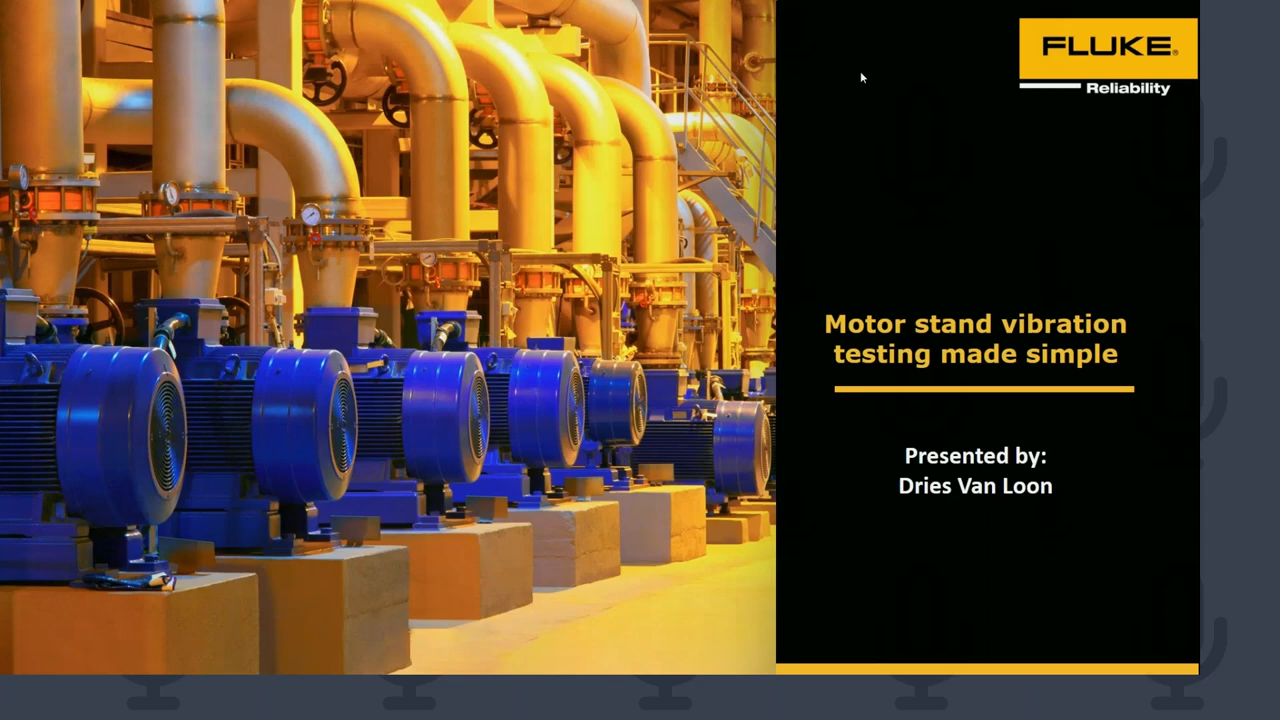 FLUKE®
Reliability
Motor stand vibration
testing made simple
Presented by:
Dries Van Loon